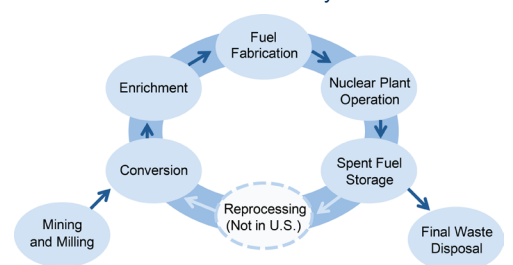 Fuel
Fabrication
Enrichment
Nuclear Plant
Operation
Conversion
Spent Fuel
Storage
Reprocessing
(Not in U.S.)
Mining
and Milling
Final Waste
Disposal